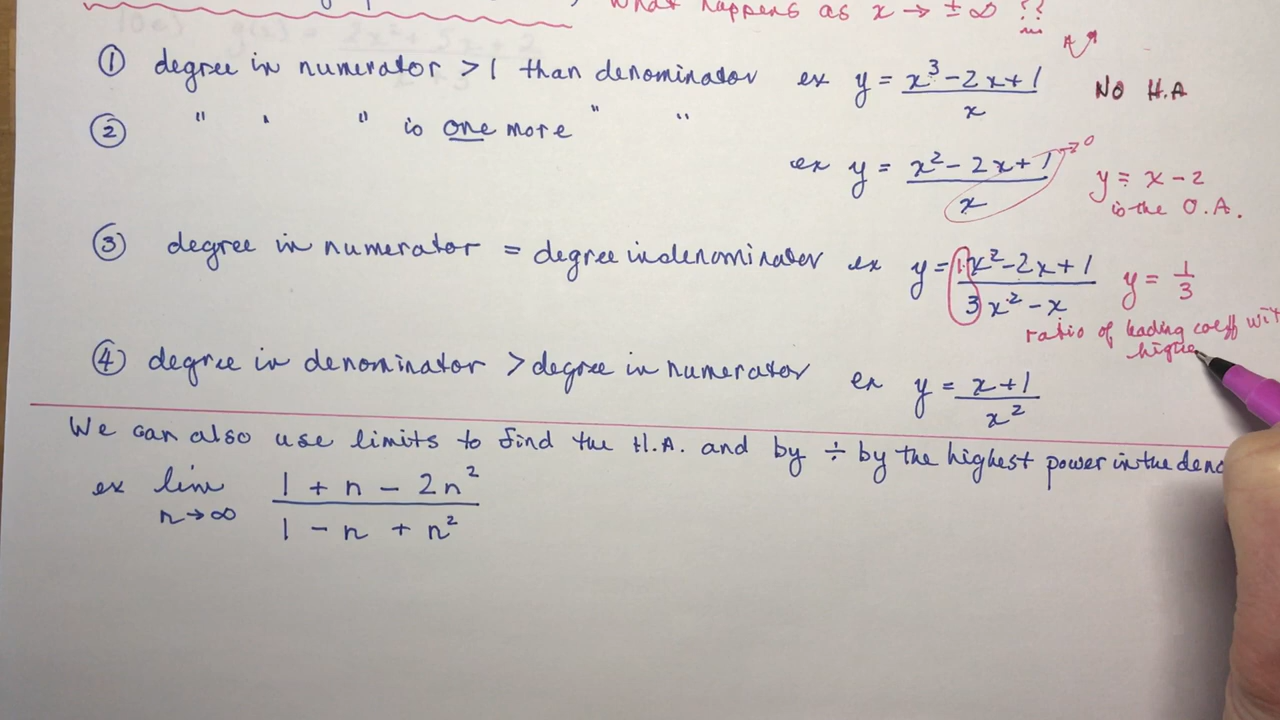 What happens as x → ± ∞ ??
① degree in numerator > 1 than denominator ex y = (x³ - 2x + 1)/x NO H.A
② " " " is one more " "
ex y = (x² - 2x + 1)/x → 0 y = x - 2
is the O.A.
③ degree in numerator = degree in denominator ex y = (1x² - 2x + 1)/(3x² - x) y = 1/3
ratio of leading coeff wit
highe
④ degree in denominator > degree in numerator ex y = (x + 1)/x²
We can also use limits to find the H.A. and by ÷ by the highest power in the deno
ex lim n→∞ (1 + n - 2n²)/(1 - n + n²)